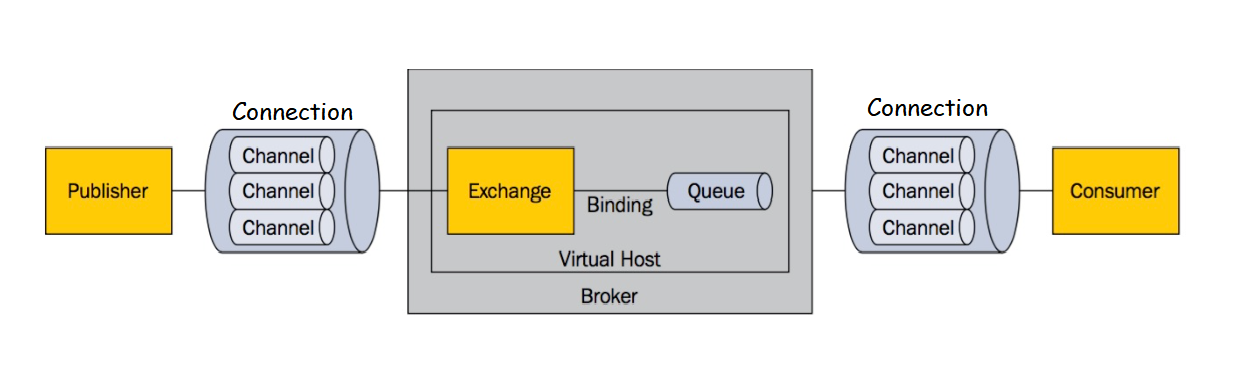 Connection
Connection
Publisher
Channel
Channel
Channel
Exchange
Binding
Queue
Virtual Host
Broker
Channel
Channel
Channel
Consumer